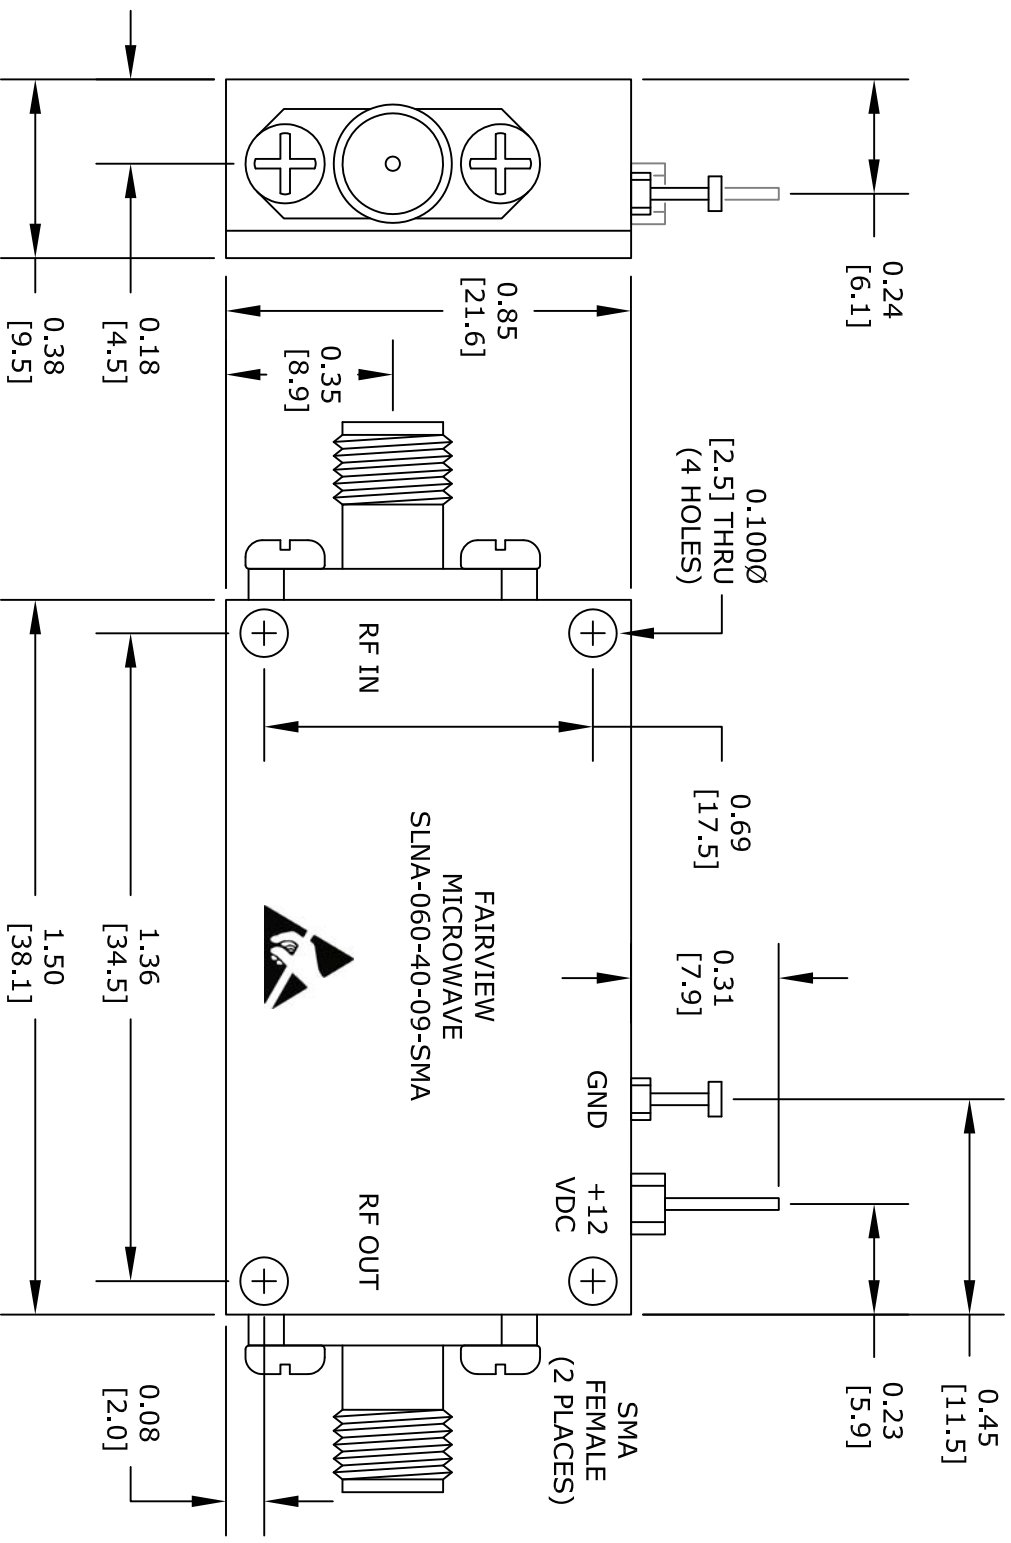 0.24
[6.1]
0.45
[11.5]
0.23
[5.9]
0.31
[7.9]
0.69
[17.5]
0.100Ø
[2.5] THRU
(4 HOLES)
SMA
FEMALE
(2 PLACES)
0.85
[21.6]
0.35
[8.9]
GND
+12
VDC
FAIRVIEW
MICROWAVE
SLNA-060-40-09-SMA
RF IN
RF OUT
0.18
[4.5]
0.38
[9.5]
1.36
[34.5]
1.50
[38.1]
0.08
[2.0]